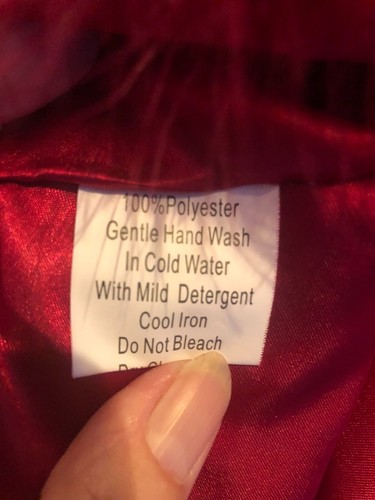 100%Polyester
Gentle Hand Wash
In Cold Water
With Mild Detergent
Cool Iron
Do Not Bleach